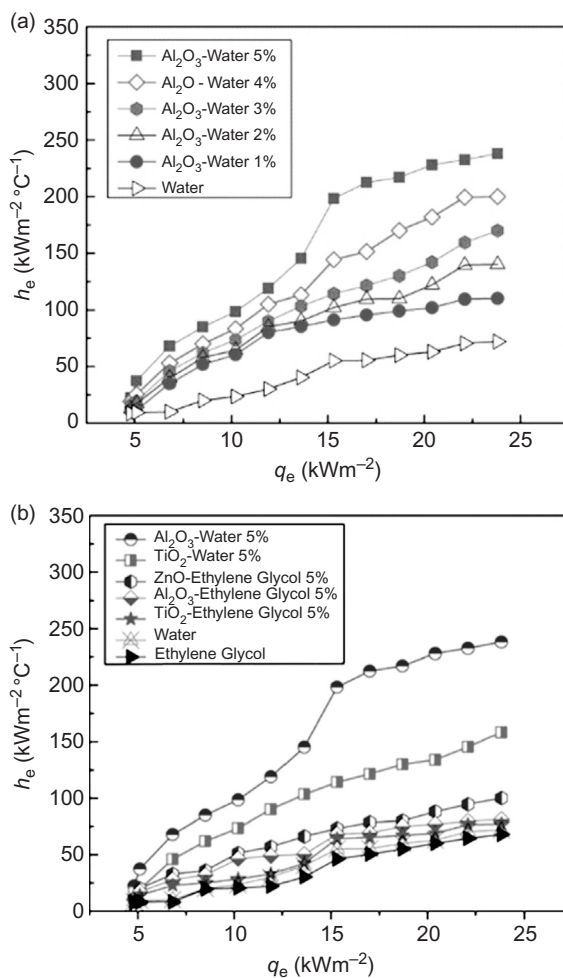 (a)
350
300
250
200
150
100
50
0
hₑ (kWm⁻² °C⁻¹)
Al₂O₃-Water 5%
Al₂O - Water 4%
Al₂O₃-Water 3%
Al₂O₃-Water 2%
Al₂O₃-Water 1%
Water
5 10 15 20 25
qₑ (kWm⁻²)
(b)
350
300
250
200
150
100
50
0
hₑ (kWm⁻² °C⁻¹)
Al₂O₃-Water 5%
TiO₂-Water 5%
ZnO-Ethylene Glycol 5%
Al₂O₃-Ethylene Glycol 5%
TiO₂-Ethylene Glycol 5%
Water
Ethylene Glycol
5 10 15 20 25
qₑ (kWm⁻²)